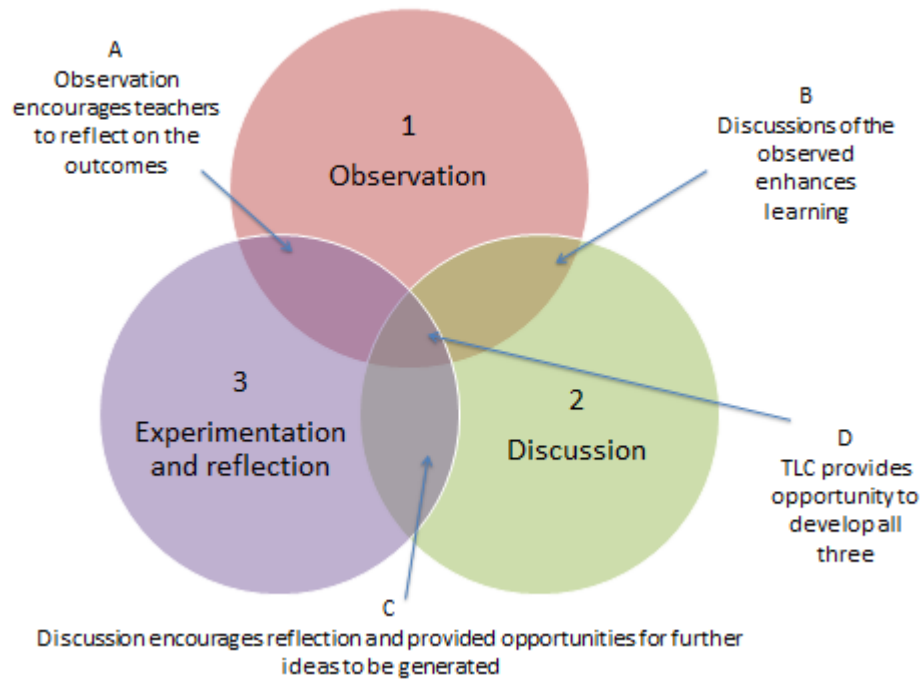 A
Observation
encourages teachers
to reflect on the
outcomes
1
Observation
B
Discussions of the
observed
enhances
learning
3
Experimentation
and reflection
2
Discussion
D
TLC provides
opportunity to
develop all
three
C
Discussion encourages reflection and provided opportunities for further
ideas to be generated